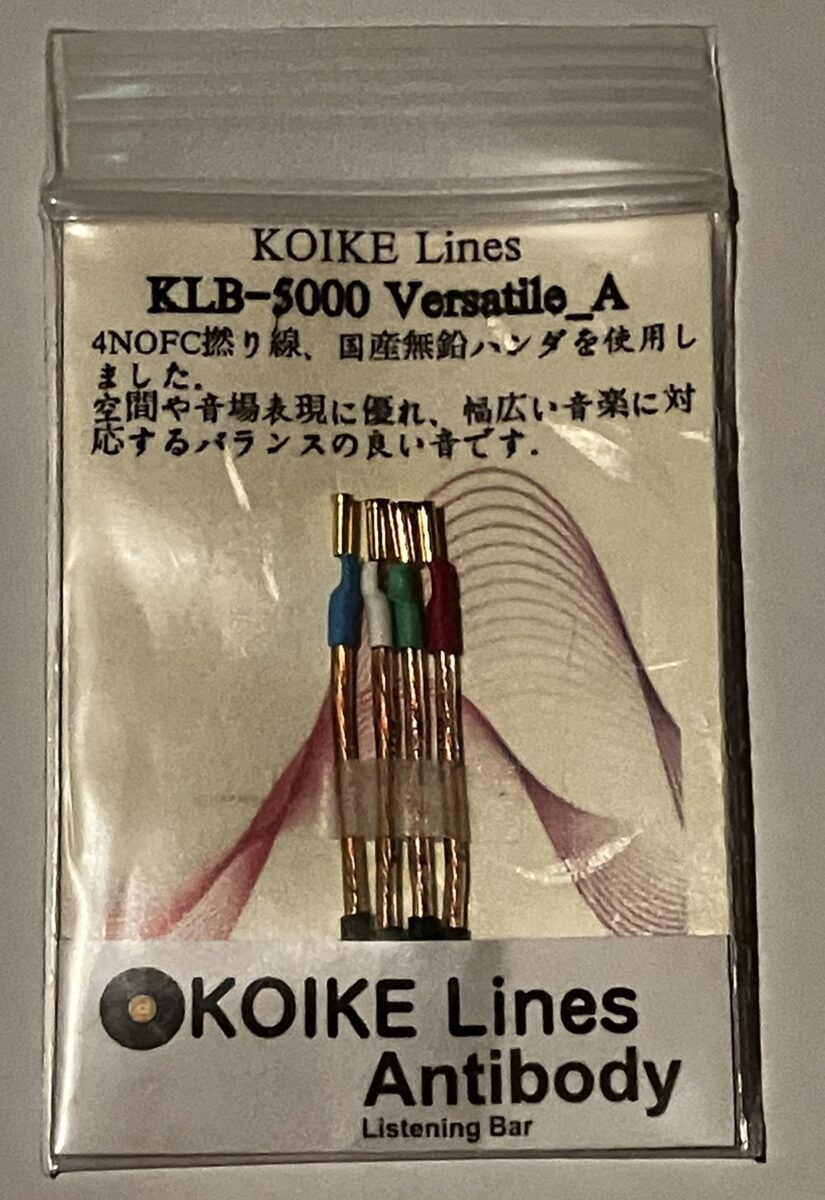 KOIKE Lines
KLB-5000 Versatile_A
4NOFC撚り線、国産無鉛ハンダを使用し
ました.
空間や音場表現に優れ、幅広い音楽に対
応するバランスの良い音です.
KOIKE Lines
Antibody
Listening Bar